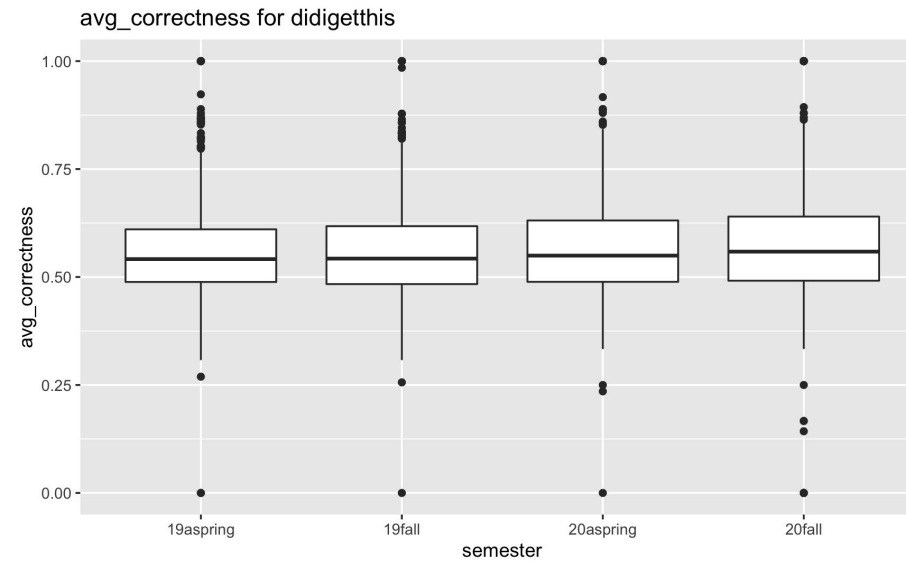 avg_correctness for didigetthis
1.00
0.75
0.50
0.25
0.00
avg_correctness
19aspring 19fall 20aspring 20fall
semester